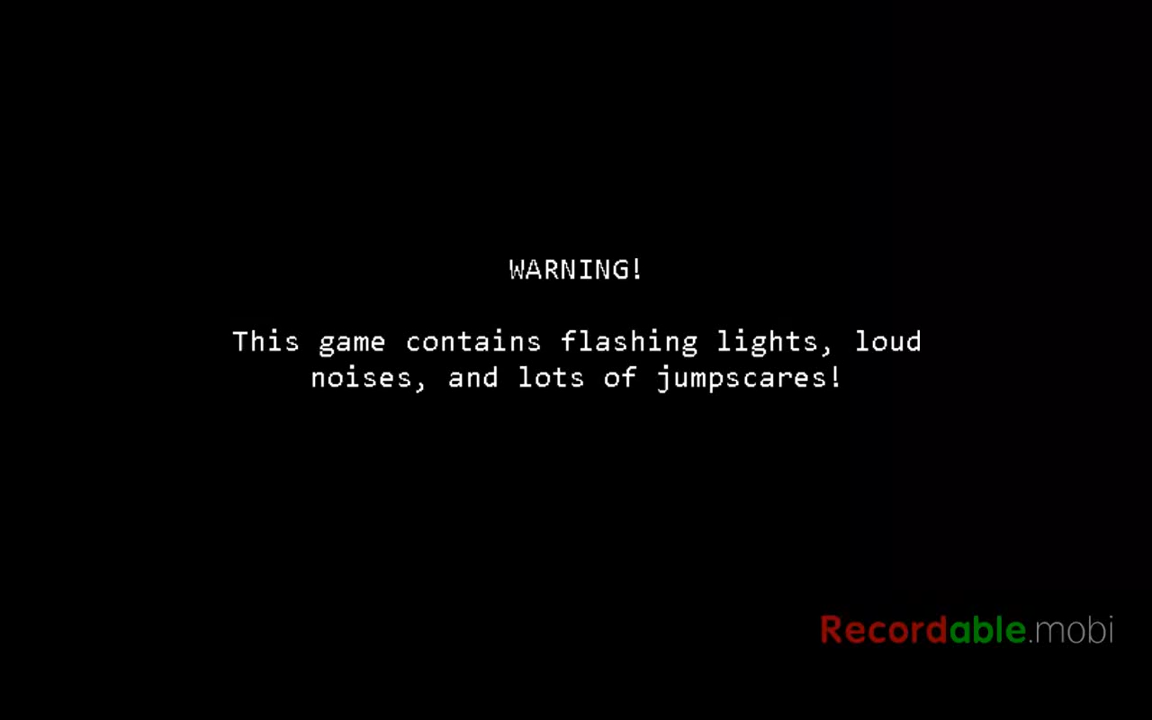 WARNING!
This game contains flashing lights, loud
noises, and lots of jumpscares!
Recordable.mobi